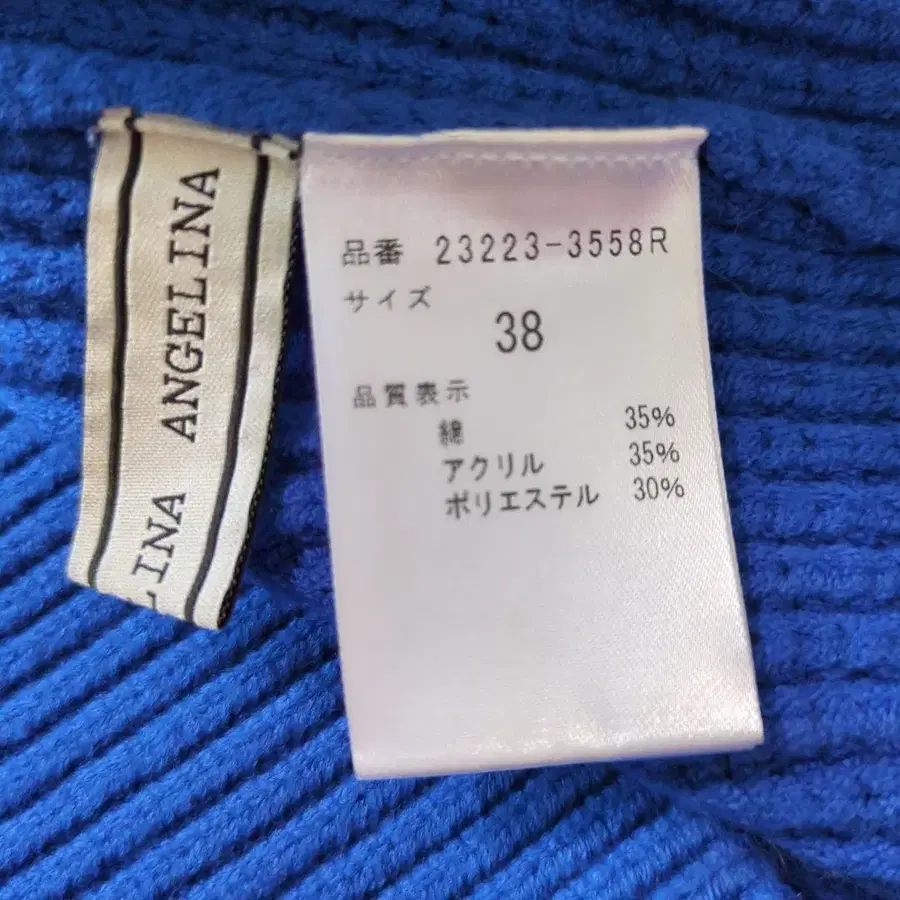 ANGELINA
LINA
品番 23223-3558R
サイズ
38
品質表示
綿 35%
アクリル 35%
ポリエステル 30%